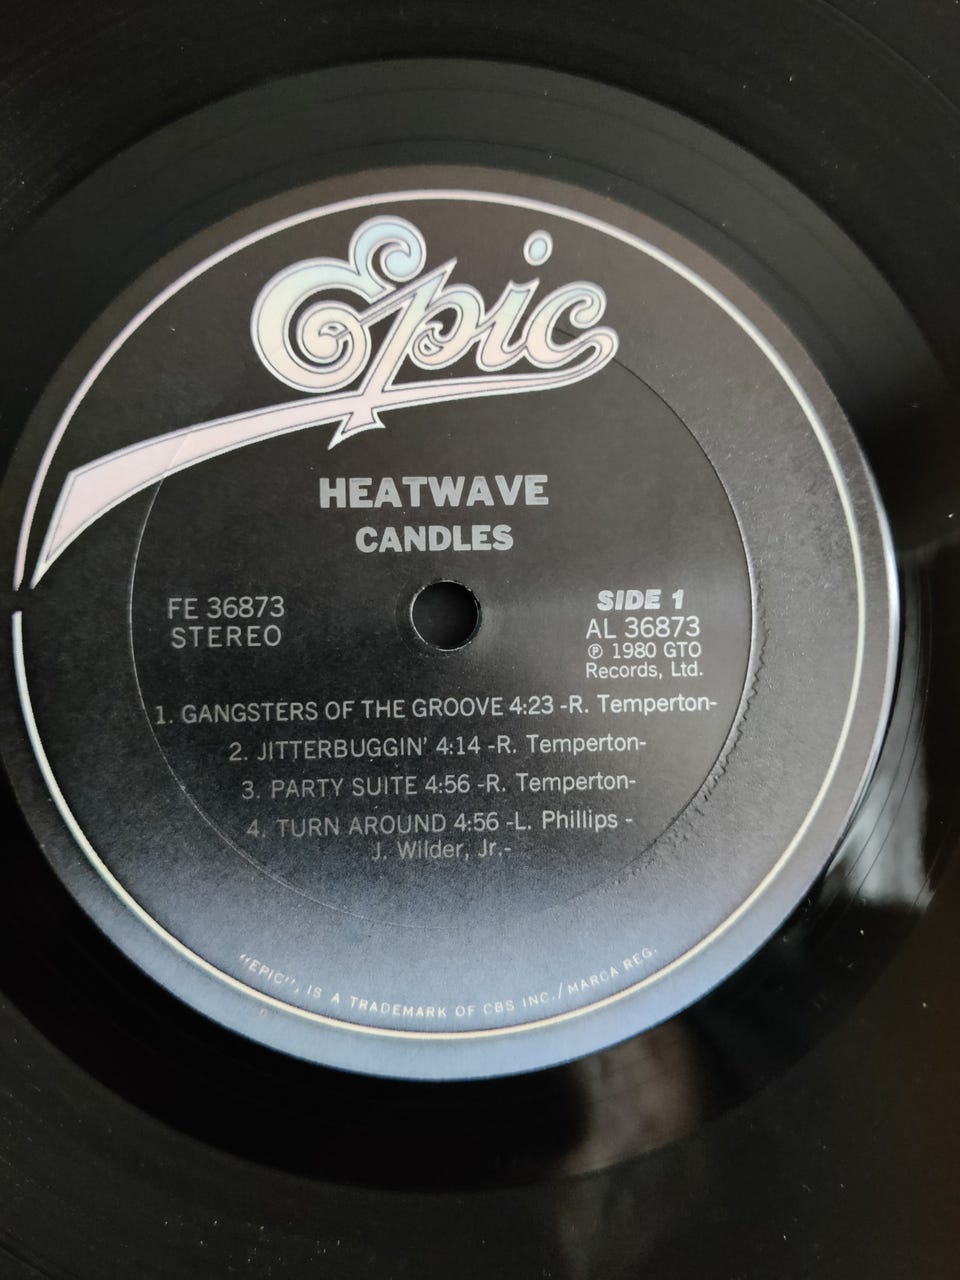 Epic
HEATWAVE
CANDLES
FE 36873
STEREO
SIDE 1
AL 36873
℗ 1980 GTO
Records, Ltd.
1. GANGSTERS OF THE GROOVE 4:23 -R. Temperton-
2. JITTERBUGGIN' 4:14 -R. Temperton-
3. PARTY SUITE 4:56 -R. Temperton-
4. TURN AROUND 4:56 -L. Phillips -
J. Wilder, Jr.-
"EPIC", IS A TRADEMARK OF CBS INC./MARCA REG.